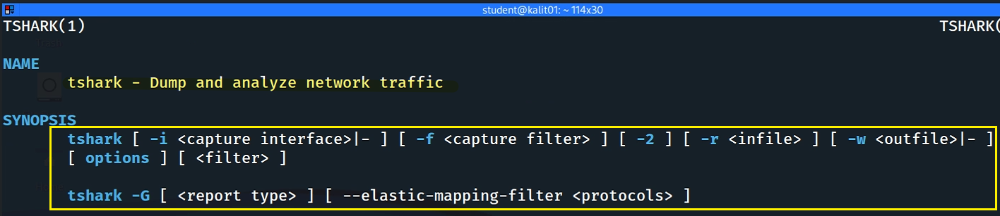 student@kalit01: ~ 114x30
TSHARK(1) TSHARK(
NAME
tshark - Dump and analyze network traffic
SYNOPSIS
tshark [ -i <capture interface>|- ] [ -f <capture filter> ] [ -2 ] [ -r <infile> ] [ -w <outfile>|- ]
[ options ] [ <filter> ]
tshark -G [ <report type> ] [ --elastic-mapping-filter <protocols> ]